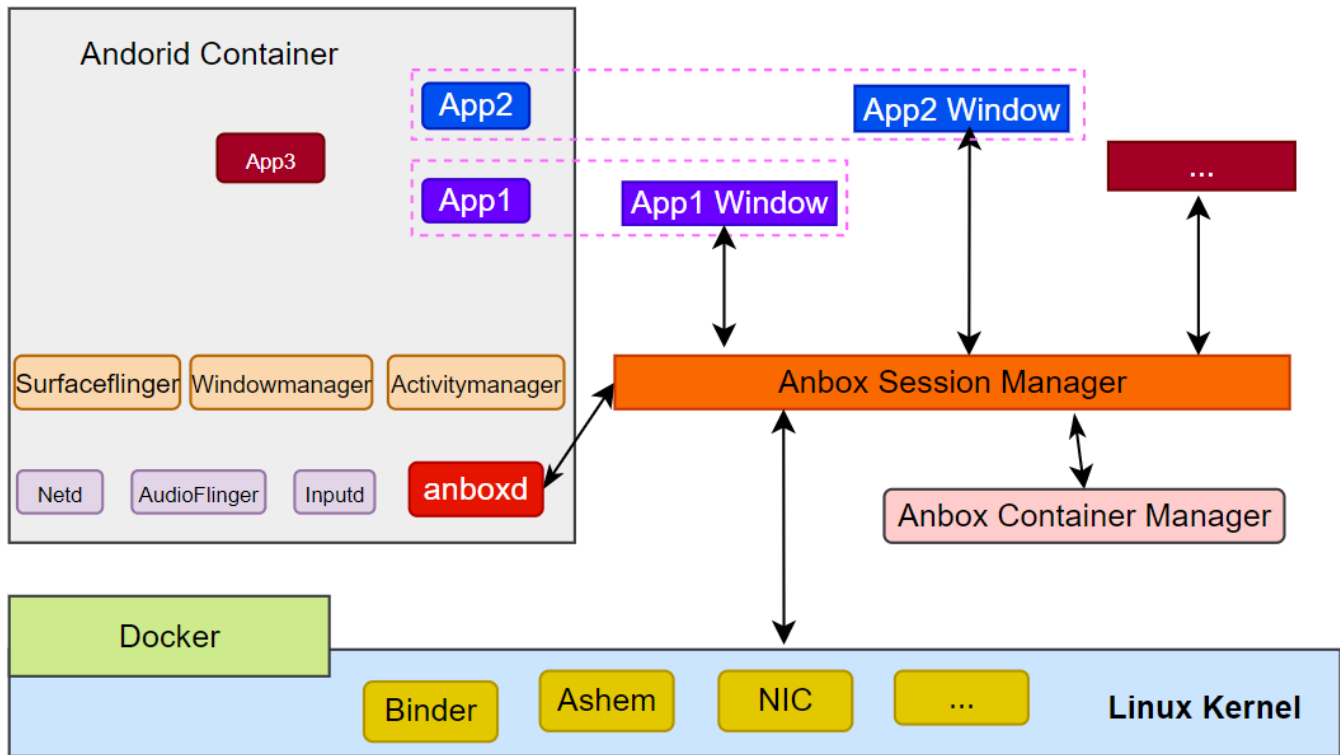 Andorid Container
App2
App2 Window
App3
...
App1
App1 Window
Surfaceflinger
Windowmanager
Activitymanager
Anbox Session Manager
Netd
AudioFlinger
Inputd
anboxd
Anbox Container Manager
Docker
Binder
Ashem
NIC
...
Linux Kernel